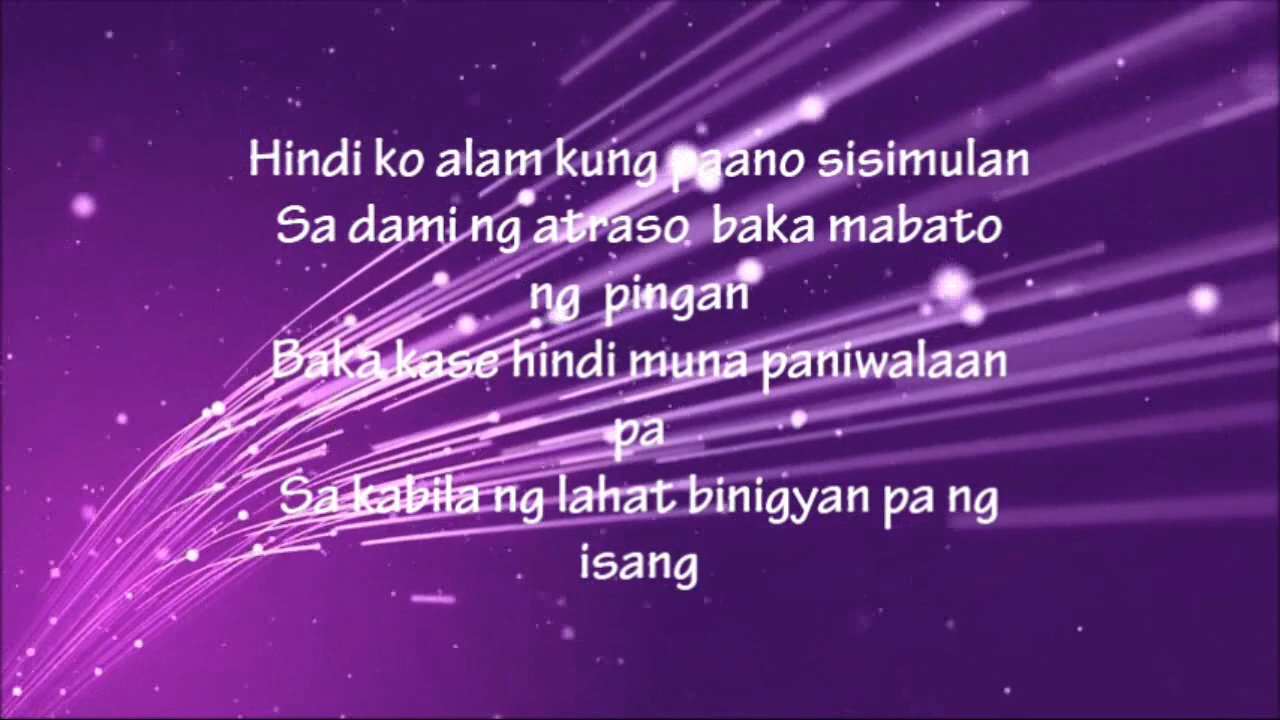 Hindi ko alam kung paano sisimulan
Sa dami ng atraso baka mabato
ng pingan
Baka kase hindi muna paniwalaan
pa
Sa kabila ng lahat binigyan pa ng
isang